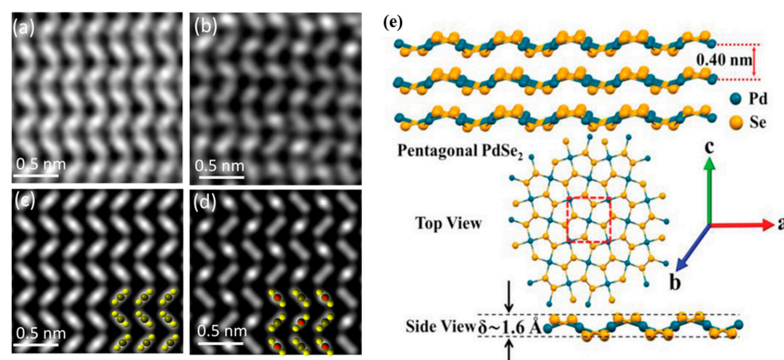 (a)
(b)
0.5 nm
0.5 nm
(c)
(d)
0.5 nm
0.5 nm
(e)
0.40 nm
Pd
Se
Pentagonal PdSe2
Top View
c
a
b
Side View
δ~1.6 Å